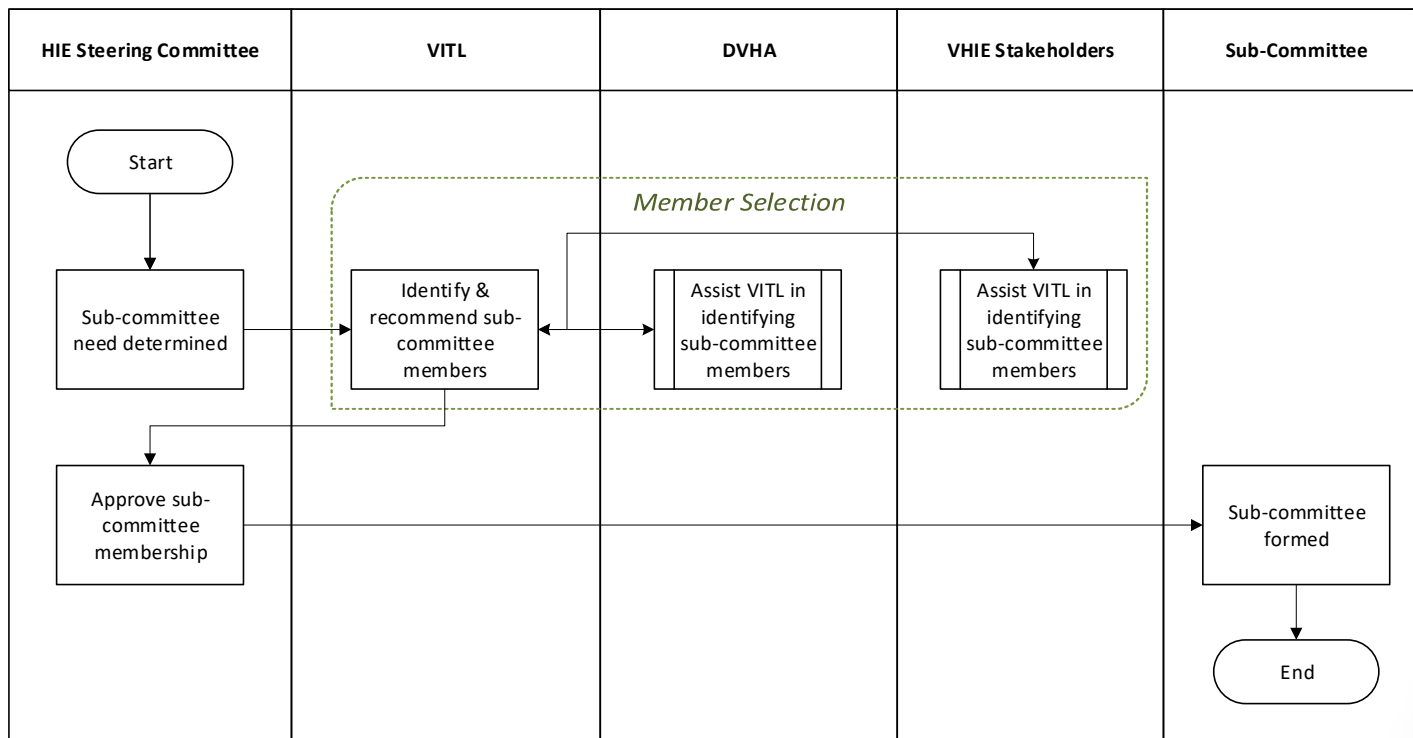 HIE Steering Committee
VITL
DVHA
VHIE Stakeholders
Sub-Committee
Start
Member Selection
Sub-committee
need determined
Identify &
recommend sub-
committee
members
Assist VITL in
identifying
sub-committee
members
Assist VITL in
identifying
sub-committee
members
Approve sub-
committee
membership
Sub-committee
formed
End